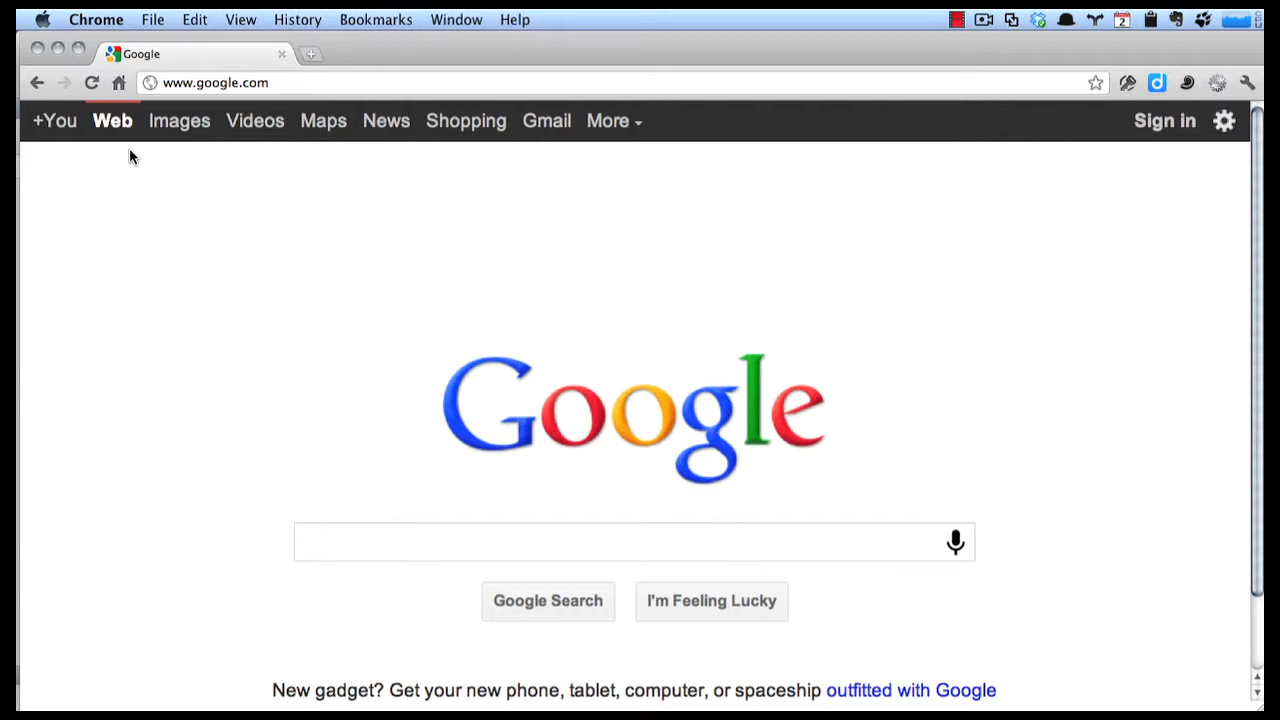 Chrome File Edit View History Bookmarks Window Help 2
Google
www.google.com
+You Web Images Videos Maps News Shopping Gmail More Sign in
Google
Google Search I'm Feeling Lucky
New gadget? Get your new phone, tablet, computer, or spaceship outfitted with Google